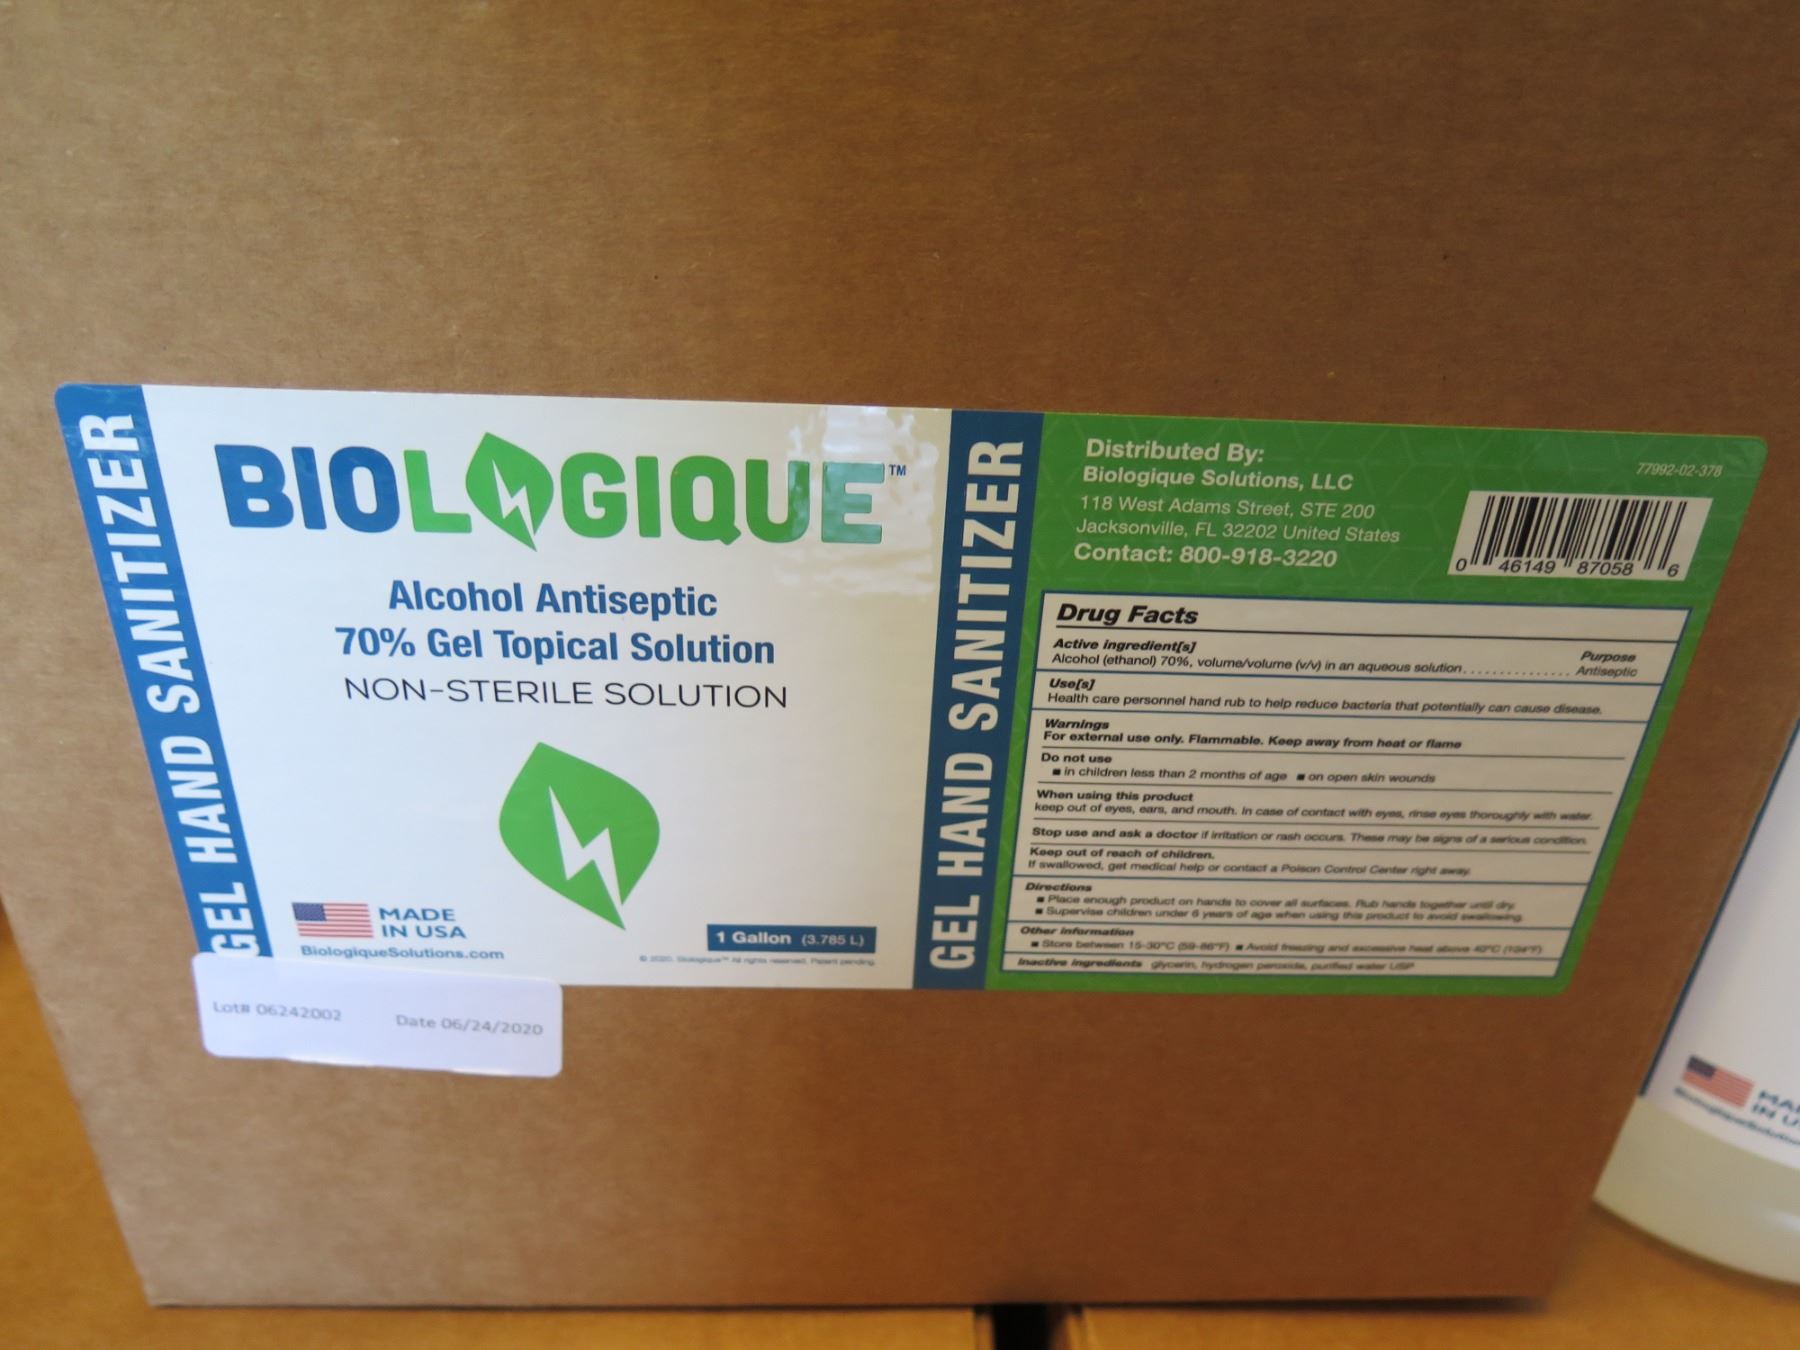 GEL HAND SANITIZER
BIOLOGIQUE™
Alcohol Antiseptic
70% Gel Topical Solution
NON-STERILE SOLUTION
MADE
IN USA
BiologiqueSolutions.com
1 Gallon (3.785 L)
© 2020. Biologique™ All rights reserved. Patent pending.
Lot# 06242002 Date 06/24/2020
GEL HAND SANITIZER
Distributed By:
Biologique Solutions, LLC
118 West Adams Street, STE 200
Jacksonville, FL 32202 United States
Contact: 800-918-3220
77992-02-378
0 46149 87058 6
Drug Facts
Active ingredient[s] Purpose
Alcohol (ethanol) 70%, volume/volume (v/v) in an aqueous solution............... Antiseptic
Use[s]
Health care personnel hand rub to help reduce bacteria that potentially can cause disease.
Warnings
For external use only. Flammable. Keep away from heat or flame
Do not use
■ in children less than 2 months of age ■ on open skin wounds
When using this product
keep out of eyes, ears, and mouth. In case of contact with eyes, rinse eyes thoroughly with water.
Stop use and ask a doctor if irritation or rash occurs. These may be signs of a serious condition.
Keep out of reach of children.
If swallowed, get medical help or contact a Poison Control Center right away.
Directions
■ Place enough product on hands to cover all surfaces. Rub hands together until dry.
■ Supervise children under 6 years of age when using this product to avoid swallowing.
Other information
■ Store between 15-30°C (59-86°F) ■ Avoid freezing and excessive heat above 40°C (104°F)
Inactive ingredients glycerin, hydrogen peroxide, purified water USP